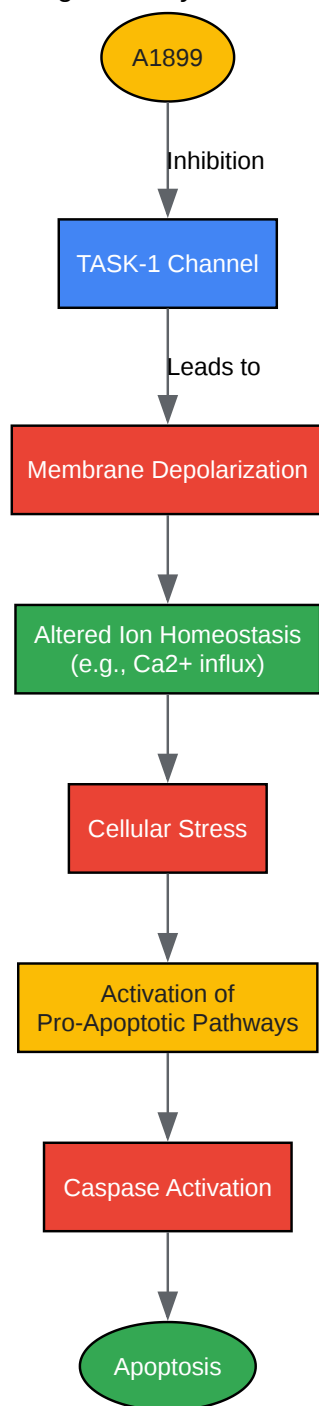 A1899
Inhibition
TASK-1 Channel
Leads to
Membrane Depolarization
Altered Ion Homeostasis
(e.g., Ca2+ influx)
Cellular Stress
Activation of
Pro-Apoptotic Pathways
Caspase Activation
Apoptosis